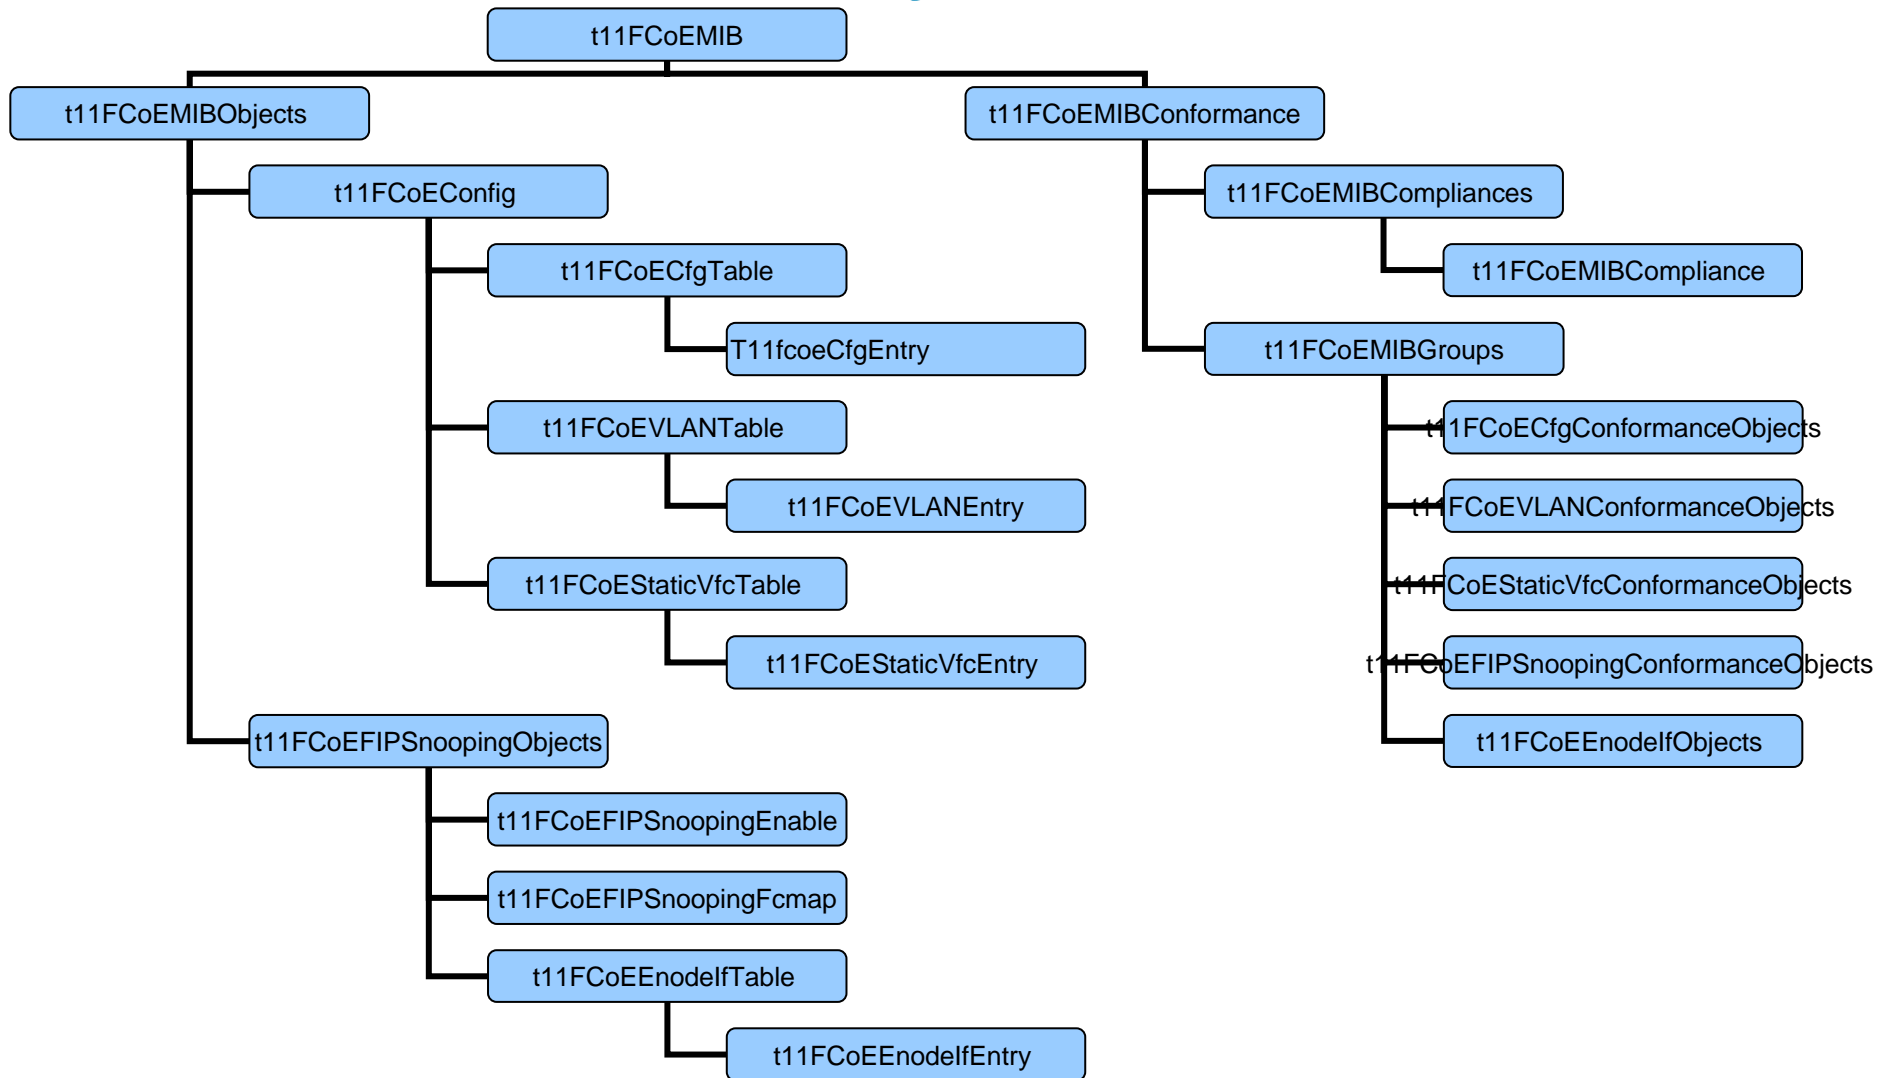 t11FCoEMIB
t11FCoEMIBObjects
t11FCoEMIBConformance
t11FCoEConfig
t11FCoEMIBCompliances
t11FCoECfgTable
t11FCoEMIBCompliance
T11fcoeCfgEntry
t11FCoEMIBGroups
t11FCoEVLANTable
t11FCoECfgConformanceObjects
t11FCoEVLANEntry
t11FCoEVLANConformanceObjects
t11FCoEStaticVfcTable
t11FCoEStaticVfcConformanceObjects
t11FCoEStaticVfcEntry
t11FCoEFIPSnoopingConformanceObjects
t11FCoEFIPSnoopingObjects
t11FCoEEnodeIfObjects
t11FCoEFIPSnoopingEnable
t11FCoEFIPSnoopingFcmap
t11FCoEEnodeIfTable
t11FCoEEnodeIfEntry